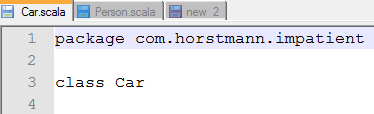 Car.scala Person.scala new 2
1 package com.horstmann.impatient
2
3 class Car
4